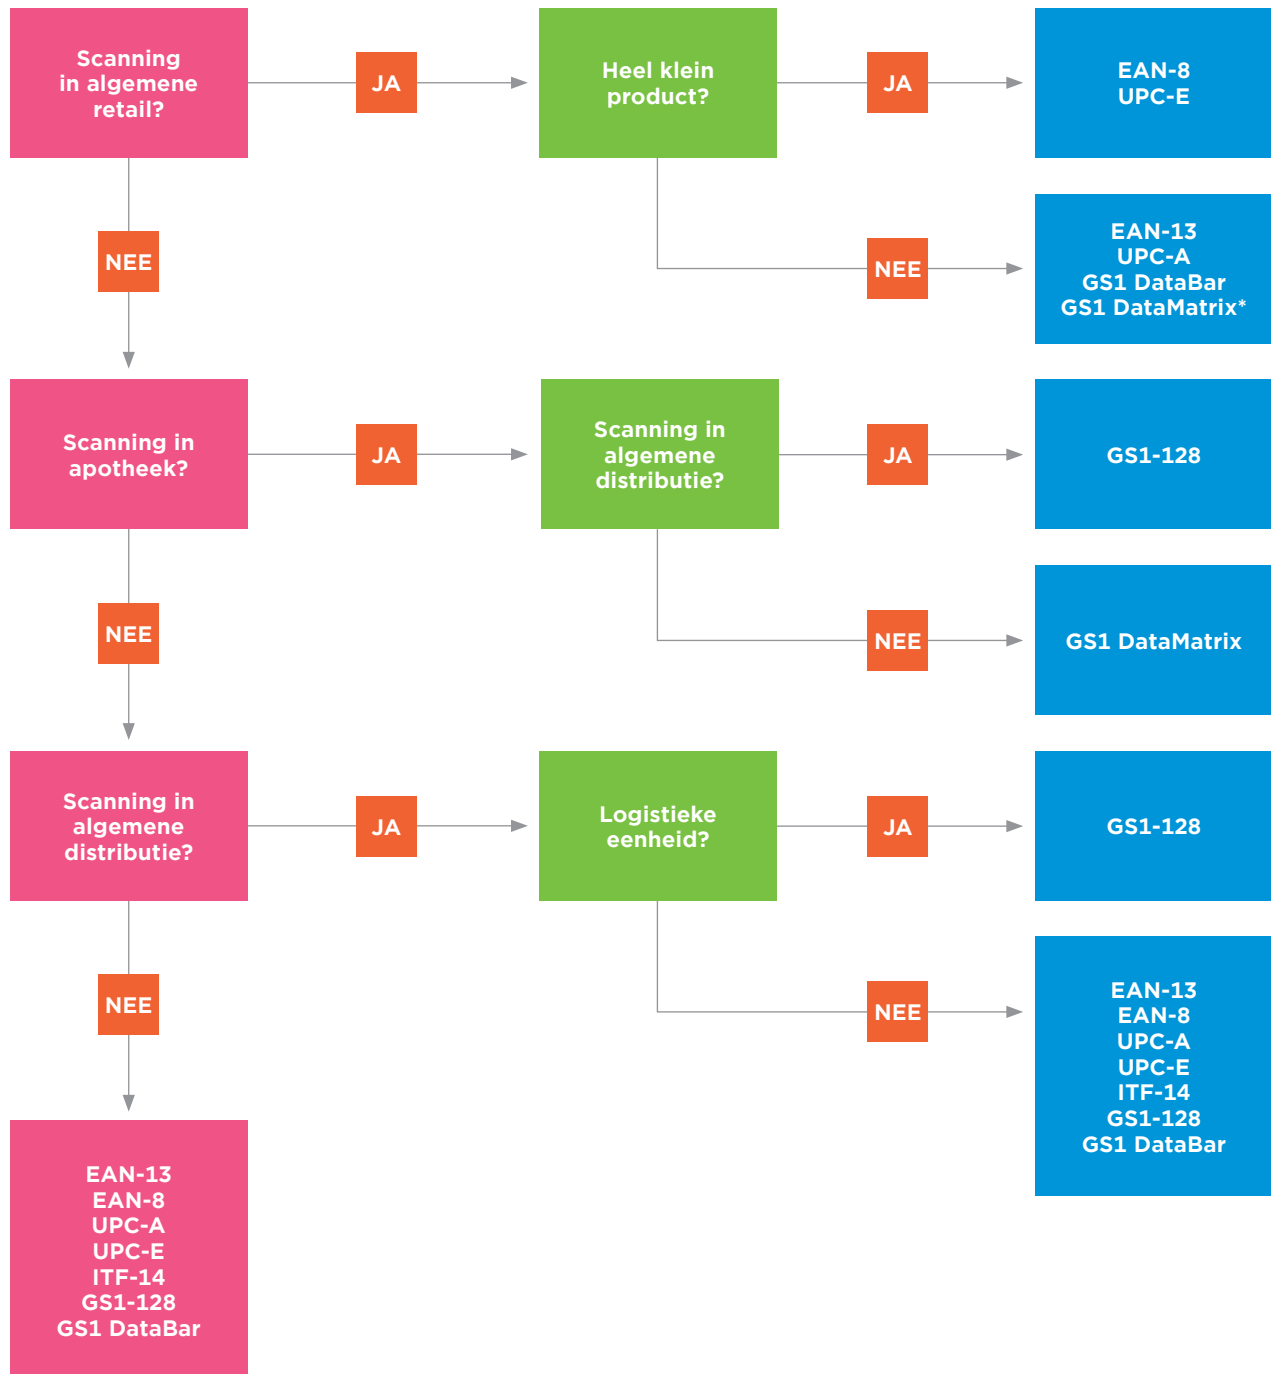 Scanning
in algemene
retail?
JA
Heel klein
product?
JA
EAN-8
UPC-E
NEE
NEE
EAN-13
UPC-A
GS1 DataBar
GS1 DataMatrix*
Scanning in
apotheek?
JA
Scanning in
algemene
distributie?
JA
GS1-128
NEE
NEE
GS1 DataMatrix
Scanning in
algemene
distributie?
JA
Logistieke
eenheid?
JA
GS1-128
NEE
NEE
EAN-13
EAN-8
UPC-A
UPC-E
ITF-14
GS1-128
GS1 DataBar
EAN-13
EAN-8
UPC-A
UPC-E
ITF-14
GS1-128
GS1 DataBar